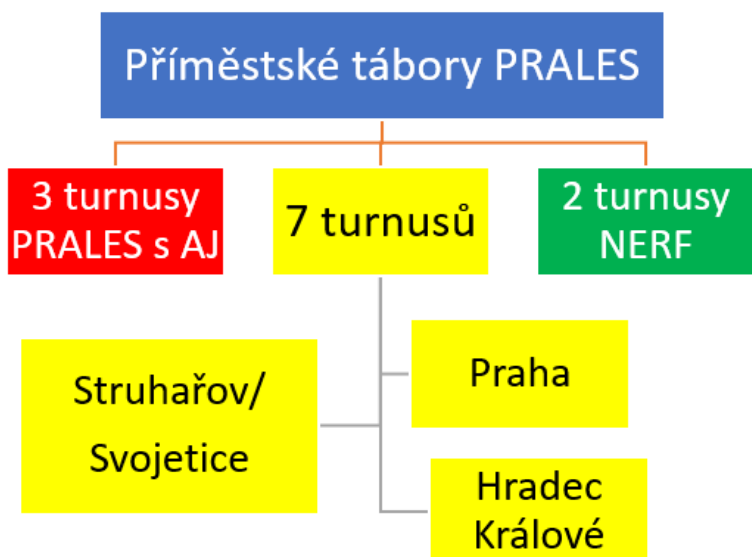 Příměstské tábory PRALES
3 turnusy
PRALES s AJ
7 turnusů
2 turnusy
NERF
Struhařov/
Svojetice
Praha
Hradec
Králové